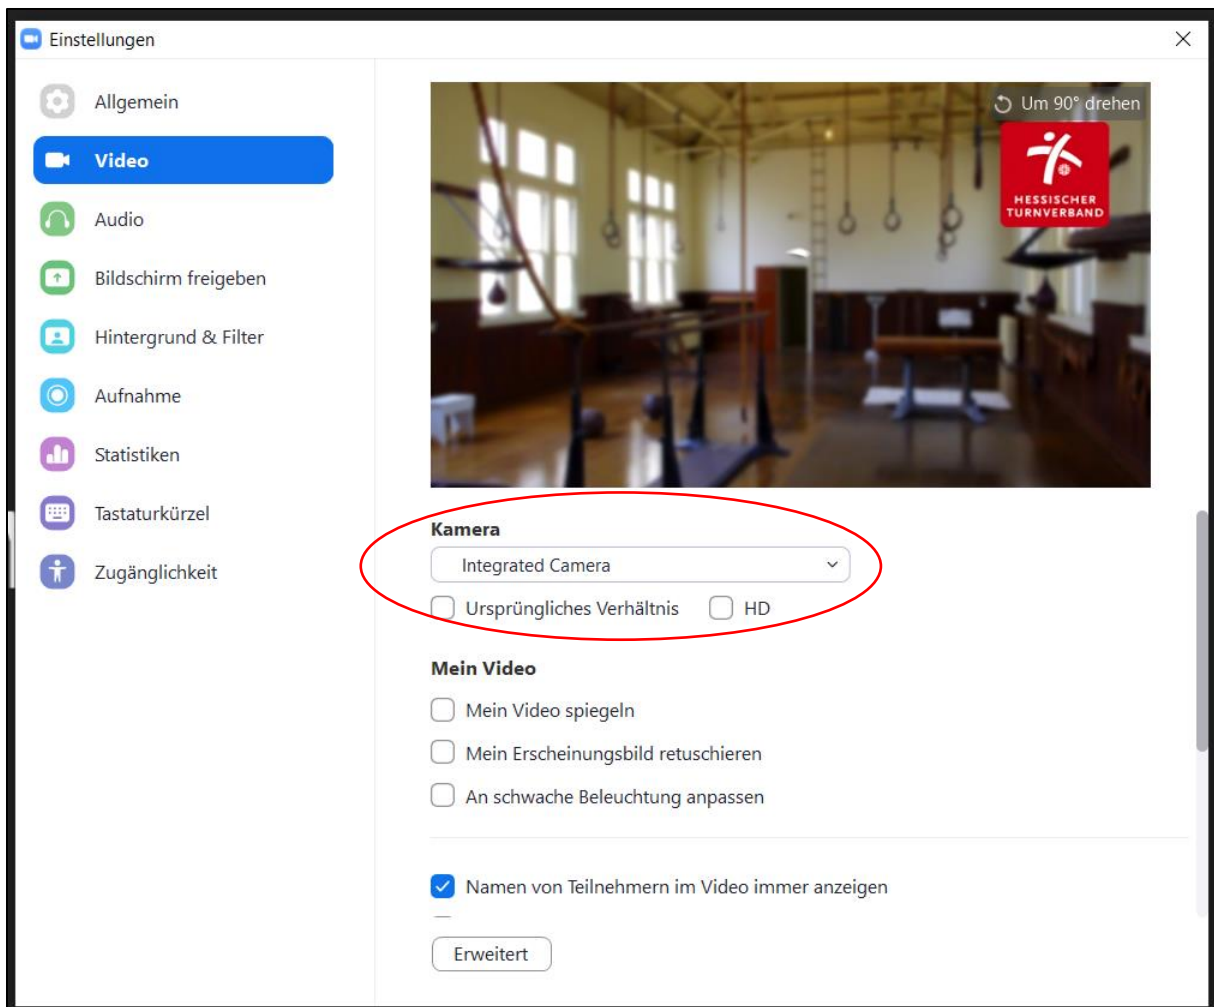 Einstellungen
Allgemein
Video
Audio
Bildschirm freigeben
Hintergrund & Filter
Aufnahme
Statistiken
Tastaturkürzel
Zugänglichkeit
Um 90° drehen
HESSISCHER
TURNVERBAND
Kamera
Integrated Camera
Ursprüngliches Verhältnis HD
Mein Video
Mein Video spiegeln
Mein Erscheinungsbild retuschieren
An schwache Beleuchtung anpassen
Namen von Teilnehmern im Video immer anzeigen
Erweitert